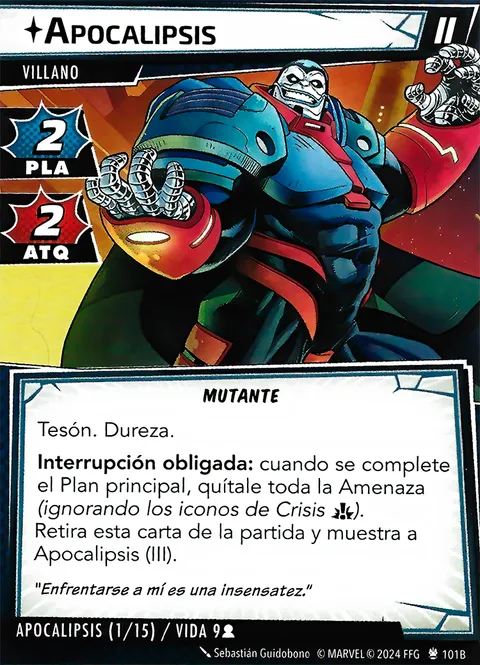 Apocalipsis
II
VILLANO
2
PLA
2
ATQ
MUTANTE
Tesón. Dureza.
Interrupción obligada: cuando se complete
el Plan principal, quítale toda la Amenaza
(ignorando los iconos de Crisis ).
Retira esta carta de la partida y muestra a
Apocalipsis (III).
"Enfrentarse a mí es una insensatez."
APOCALIPSIS (1/15) / VIDA 9
Sebastián Guidobono © MARVEL © 2024 FFG 101B